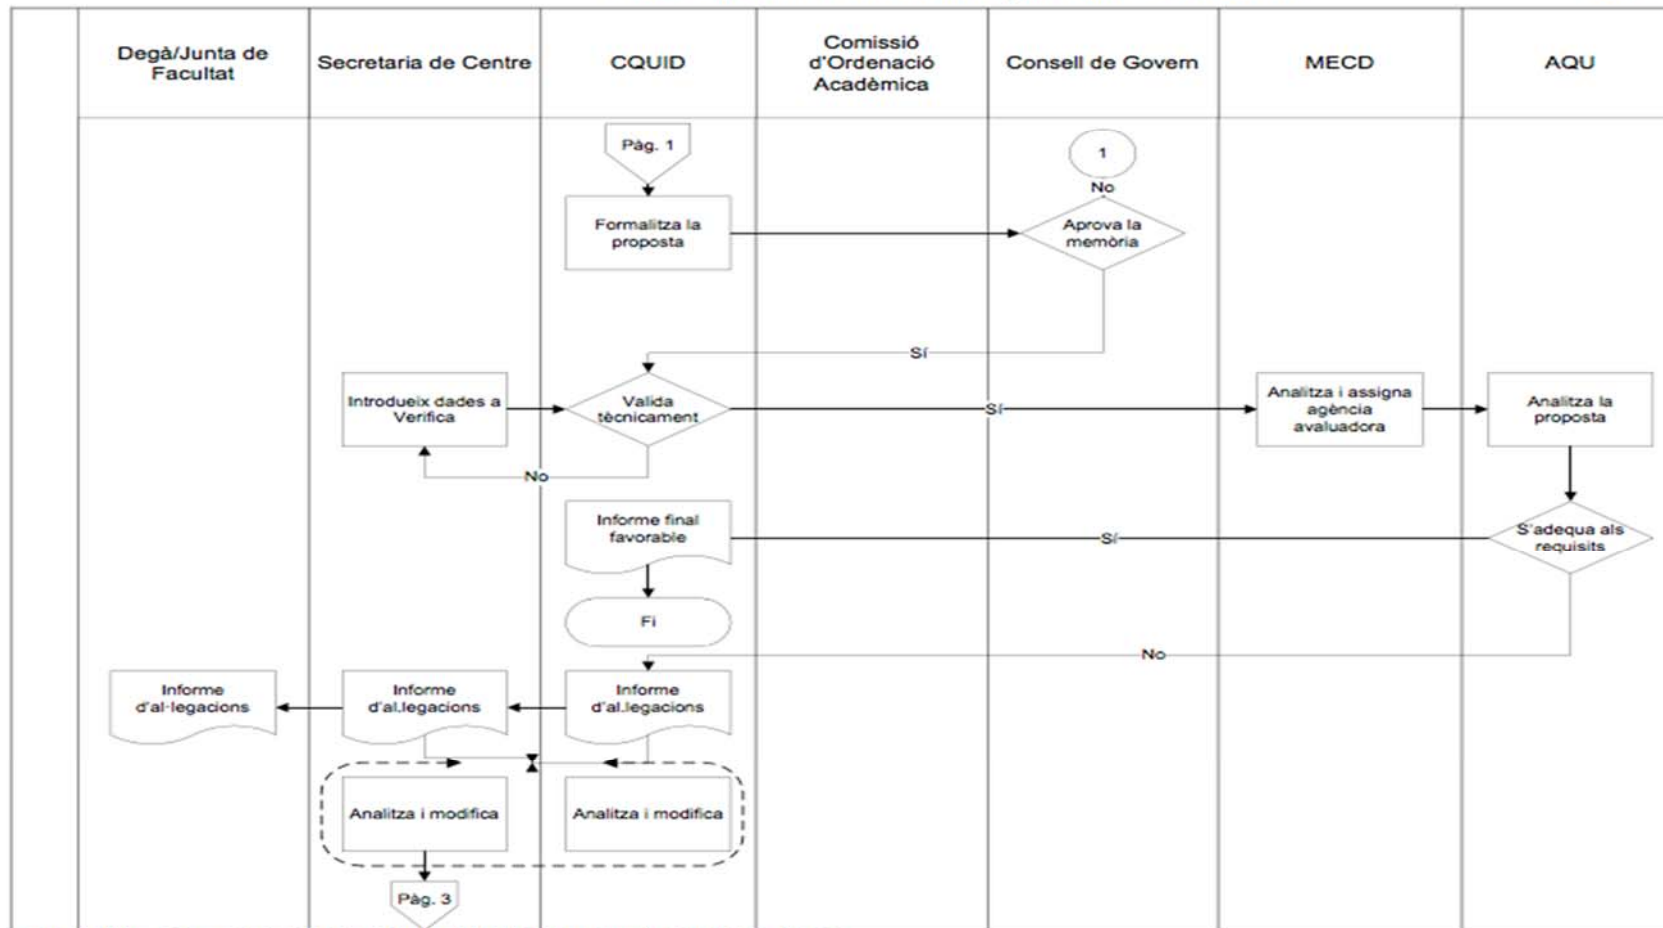 Degà/Junta de
Facultat
Secretaria de Centre
CQUID
Comissió
d'Ordenació
Acadèmica
Consell de Govern
MECD
AQU
Pàg. 1
1
No
Formalitza la
proposta
Aprova la
memòria
Sí
Introdueix dades a
Verifica
Valida
tècnicament
Sí
Analitza i assigna
agència
avaluadora
Analitza la
proposta
No
Informe final
favorable
Sí
S'adequa als
requisits
Fi
No
Informe
d'al·legacions
Informe
d'al.legacions
Informe
d'al.legacions
Analitza i modifica
Analitza i modifica
Pàg. 3